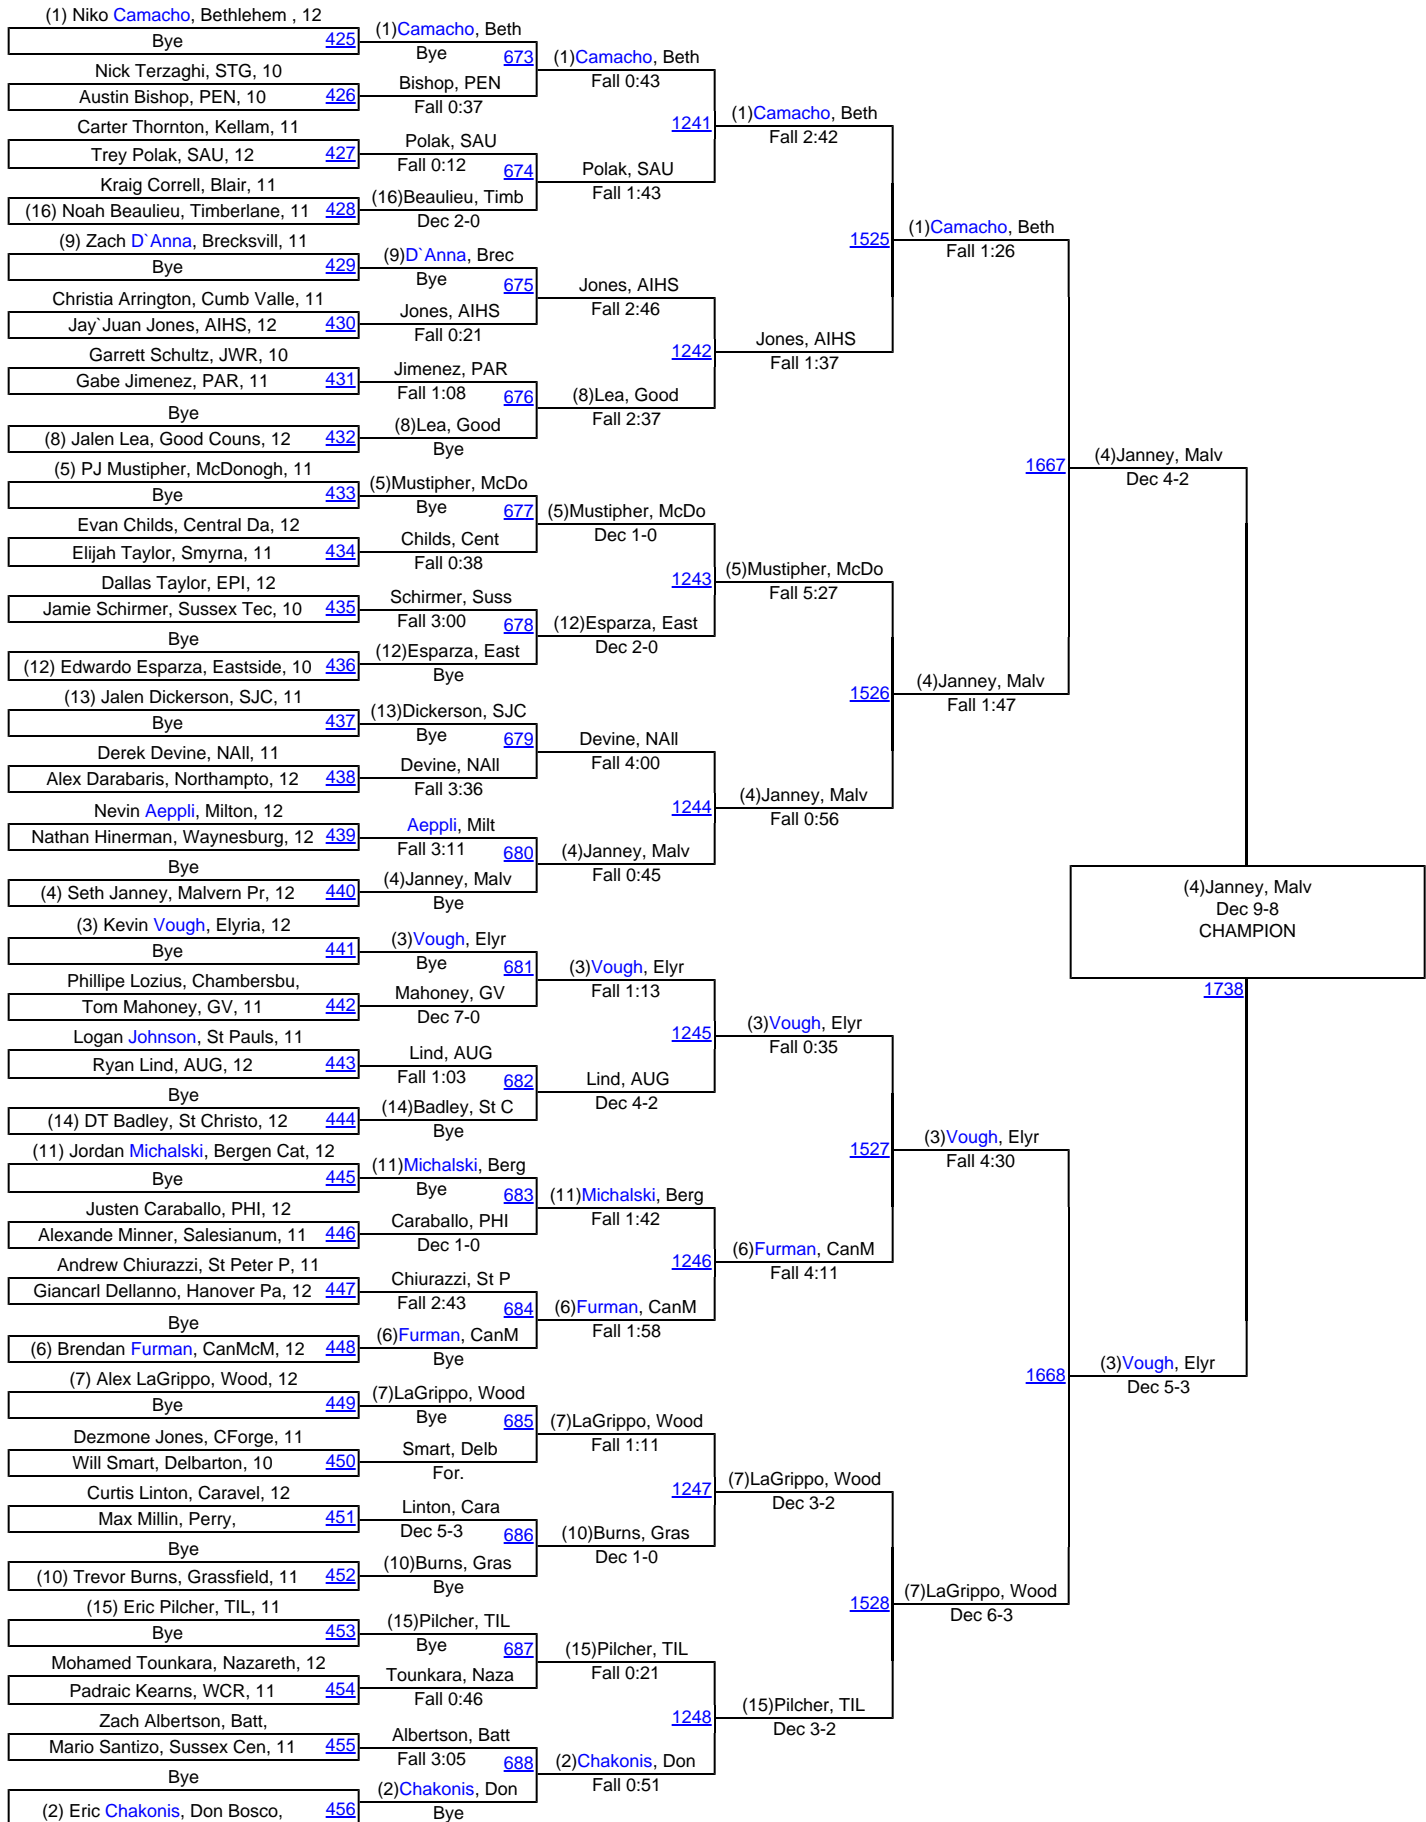 (1) Niko Camacho, Bethlehem , 12
Bye 425
Nick Terzaghi, STG, 10
Austin Bishop, PEN, 10 426
Carter Thornton, Kellam, 11
Trey Polak, SAU, 12 427
Kraig Correll, Blair, 11
(16) Noah Beaulieu, Timberlane, 11 428
(9) Zach D`Anna, Brecksvill, 11
Bye 429
Christia Arrington, Cumb Valle, 11
Jay`Juan Jones, AIHS, 12 430
Garrett Schultz, JWR, 10
Gabe Jimenez, PAR, 11 431
Bye
(8) Jalen Lea, Good Couns, 12 432
(5) PJ Mustipher, McDonogh, 11
Bye 433
Evan Childs, Central Da, 12
Elijah Taylor, Smyrna, 11 434
Dallas Taylor, EPI, 12
Jamie Schirmer, Sussex Tec, 10 435
Bye
(12) Edwardo Esparza, Eastside, 10 436
(13) Jalen Dickerson, SJC, 11
Bye 437
Derek Devine, NAll, 11
Alex Darabaris, Northampto, 12 438
Nevin Aeppli, Milton, 12
Nathan Hinerman, Waynesburg, 12 439
Bye
(4) Seth Janney, Malvern Pr, 12 440
(3) Kevin Vough, Elyria, 12
Bye 441
Phillipe Lozius, Chambersbu,
Tom Mahoney, GV, 11 442
Logan Johnson, St Pauls, 11
Ryan Lind, AUG, 12 443
Bye
(14) DT Badley, St Christo, 12 444
(11) Jordan Michalski, Bergen Cat, 12
Bye 445
Justen Caraballo, PHI, 12
Alexande Minner, Salesianum, 11 446
Andrew Chiurazzi, St Peter P, 11
Giancarl Dellanno, Hanover Pa, 12 447
Bye
(6) Brendan Furman, CanMcM, 12 448
(7) Alex LaGrippo, Wood, 12
Bye 449
Dezmone Jones, CForge, 11
Will Smart, Delbarton, 10 450
Curtis Linton, Caravel, 12
Max Millin, Perry, 451
Bye
(10) Trevor Burns, Grassfield, 11 452
(15) Eric Pilcher, TIL, 11
Bye 453
Mohamed Tounkara, Nazareth, 12
Padraic Kearns, WCR, 11 454
Zach Albertson, Batt,
Mario Santizo, Sussex Cen, 11 455
Bye
(2) Eric Chakonis, Don Bosco, 456
(1)Camacho, Beth
Bye 673
Bishop, PEN
Fall 0:37
Polak, SAU
Fall 0:12 674
(16)Beaulieu, Timb
Dec 2-0
(9)D`Anna, Brec
Bye 675
Jones, AIHS
Fall 0:21
Jimenez, PAR
Fall 1:08 676
(8)Lea, Good
Bye
(5)Mustipher, McDo
Bye 677
Childs, Cent
Fall 0:38
Schirmer, Suss
Fall 3:00 678
(12)Esparza, East
Bye
(13)Dickerson, SJC
Bye 679
Devine, NAll
Fall 3:36
Aeppli, Milt
Fall 3:11 680
(4)Janney, Malv
Bye
(3)Vough, Elyr
Bye 681
Mahoney, GV
Dec 7-0
Lind, AUG
Fall 1:03 682
(14)Badley, St C
Bye
(11)Michalski, Berg
Bye 683
Caraballo, PHI
Dec 1-0
Chiurazzi, St P
Fall 2:43 684
(6)Furman, CanM
Bye
(7)LaGrippo, Wood
Bye 685
Smart, Delb
For.
Linton, Cara
Dec 5-3 686
(10)Burns, Gras
Bye
(15)Pilcher, TIL
Bye 687
Tounkara, Naza
Fall 0:46
Albertson, Batt
Fall 3:05 688
(2)Chakonis, Don
Bye
(1)Camacho, Beth
Fall 0:43
1241
Polak, SAU
Fall 1:43
Jones, AIHS
Fall 2:46
1242
(8)Lea, Good
Fall 2:37
(5)Mustipher, McDo
Dec 1-0
1243
(12)Esparza, East
Dec 2-0
Devine, NAll
Fall 4:00
1244
(4)Janney, Malv
Fall 0:45
(3)Vough, Elyr
Fall 1:13
1245
Lind, AUG
Dec 4-2
(11)Michalski, Berg
Fall 1:42
1246
(6)Furman, CanM
Fall 1:58
(7)LaGrippo, Wood
Fall 1:11
1247
(10)Burns, Gras
Dec 1-0
(15)Pilcher, TIL
Fall 0:21
1248
(2)Chakonis, Don
Fall 0:51
(1)Camacho, Beth
Fall 2:42
1525
Jones, AIHS
Fall 1:37
(5)Mustipher, McDo
Fall 5:27
1526
(4)Janney, Malv
Fall 0:56
(3)Vough, Elyr
Fall 0:35
1527
(6)Furman, CanM
Fall 4:11
(7)LaGrippo, Wood
Dec 3-2
1528
(15)Pilcher, TIL
Dec 3-2
(1)Camacho, Beth
Fall 1:26
1667
(4)Janney, Malv
Fall 1:47
(3)Vough, Elyr
Fall 4:30
1668
(7)LaGrippo, Wood
Dec 6-3
(4)Janney, Malv
Dec 4-2
(4)Janney, Malv
Dec 9-8
CHAMPION
1738
(3)Vough, Elyr
Dec 5-3